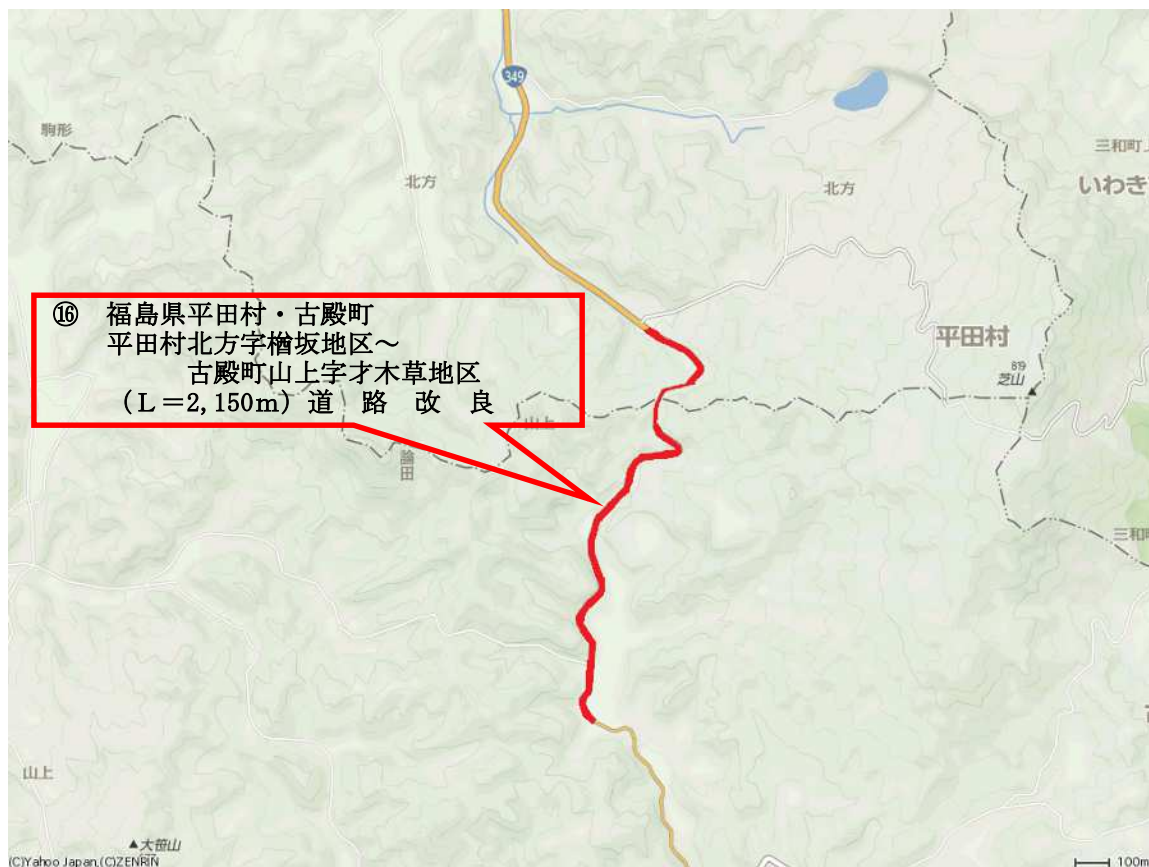 349
駒形
三和町上
北方
北方
いわき
⑯ 福島県平田村・古殿町
平田村北方字楢坂地区～
古殿町山上字才木草地区
（L＝2,150m）道 路 改 良
平田村
819
芝山
山上
論田
三和町
山上
大笹山
(C)Yahoo Japan,(C)ZENRIN
100m